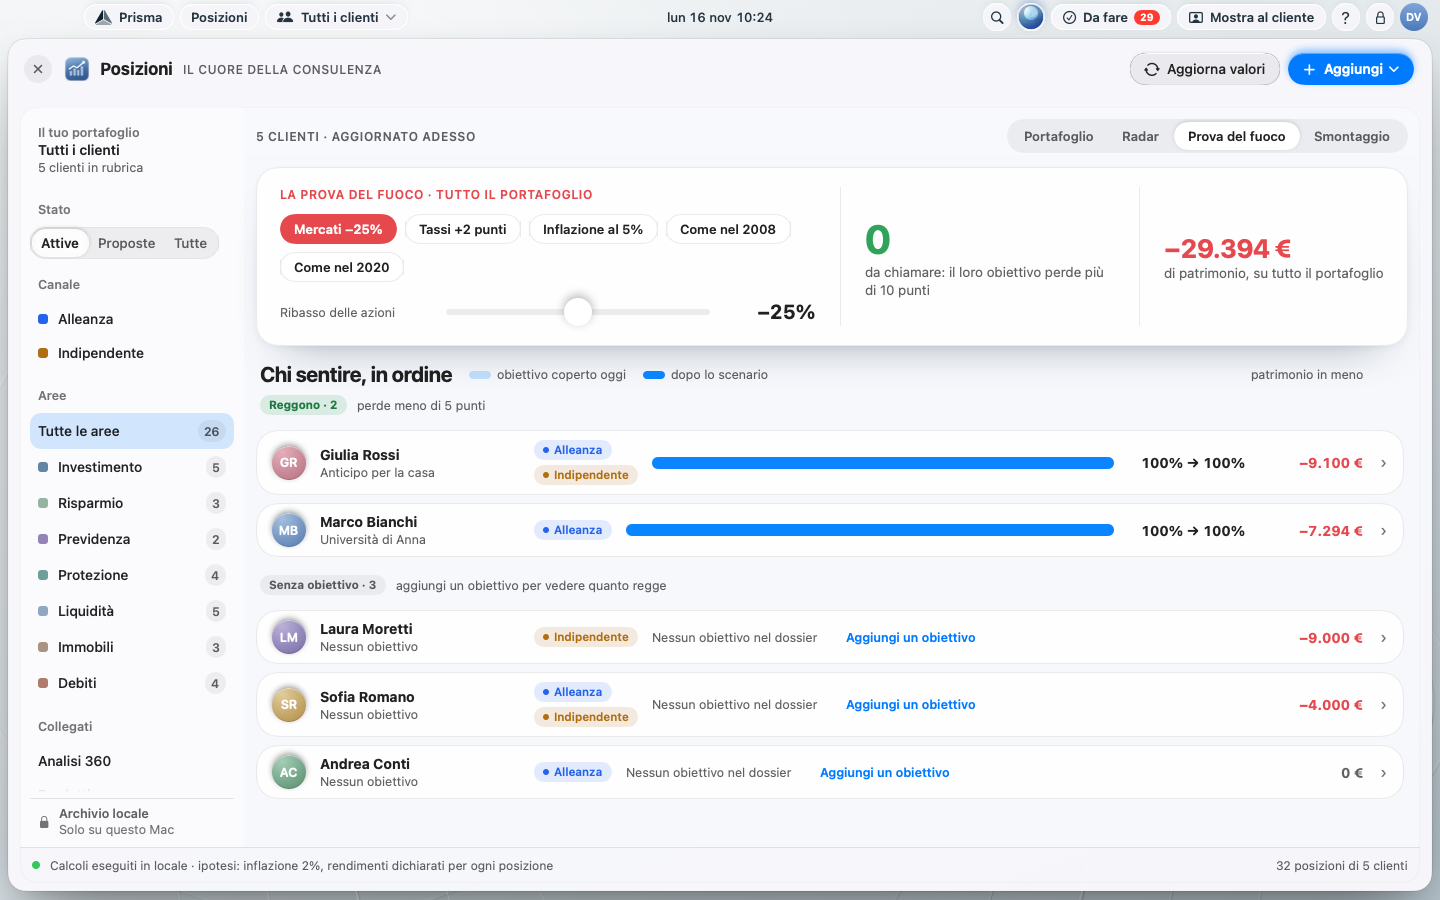 Prisma
Posizioni
Tutti i clienti
lun 16 nov 10:24
Da fare 29
Mostra al cliente
?
DV
Posizioni
IL CUORE DELLA CONSULENZA
Aggiorna valori
+ Aggiungi
Il tuo portafoglio
Tutti i clienti
5 clienti in rubrica
Stato
Attive Proposte Tutte
Canale
Alleanza
Indipendente
Aree
Tutte le aree 26
Investimento 5
Risparmio 3
Previdenza 2
Protezione 4
Liquidità 5
Immobili 3
Debiti 4
Collegati
Analisi 360
Archivio locale
Solo su questo Mac
5 CLIENTI · AGGIORNATO ADESSO
Portafoglio Radar Prova del fuoco Smontaggio
LA PROVA DEL FUOCO · TUTTO IL PORTAFOGLIO
Mercati −25% Tassi +2 punti Inflazione al 5% Come nel 2008
Come nel 2020
Ribasso delle azioni −25%
0
da chiamare: il loro obiettivo perde più
di 10 punti
−29.394 €
di patrimonio, su tutto il portafoglio
Chi sentire, in ordine obiettivo coperto oggi dopo lo scenario patrimonio in meno
Reggono · 2 perde meno di 5 punti
GR
Giulia Rossi
Anticipo per la casa
Alleanza
Indipendente
100% → 100% −9.100 €
MB
Marco Bianchi
Università di Anna
Alleanza
100% → 100% −7.294 €
Senza obiettivo · 3 aggiungi un obiettivo per vedere quanto regge
LM
Laura Moretti
Nessun obiettivo
Indipendente
Nessun obiettivo nel dossier Aggiungi un obiettivo −9.000 €
SR
Sofia Romano
Nessun obiettivo
Alleanza
Indipendente
Nessun obiettivo nel dossier Aggiungi un obiettivo −4.000 €
AC
Andrea Conti
Nessun obiettivo
Alleanza
Nessun obiettivo nel dossier Aggiungi un obiettivo 0 €
Calcoli eseguiti in locale · ipotesi: inflazione 2%, rendimenti dichiarati per ogni posizione
32 posizioni di 5 clienti